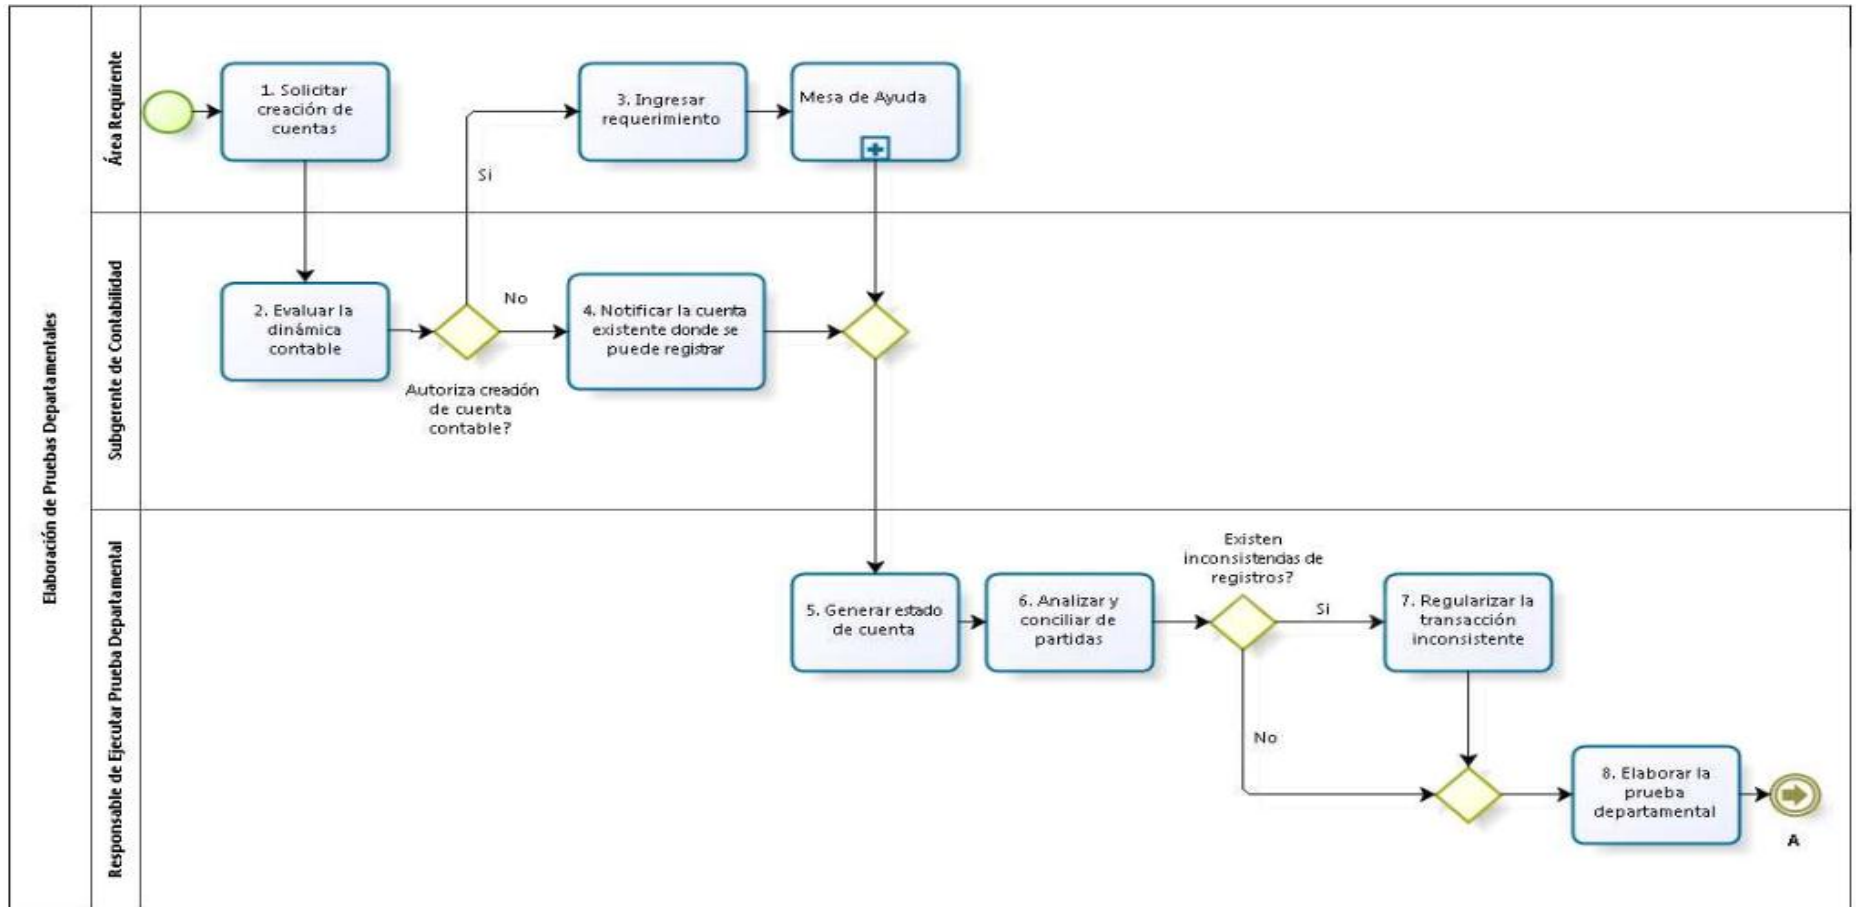 Elaboración de Pruebas Departamentales
Área Requirente
1. Solicitar
creación de
cuentas
3. Ingresar
requerimiento
Mesa de Ayuda
Si
Subgerente de Contabilidad
2. Evaluar la
dinámica
contable
No
Autoriza creación
de cuenta
contable?
4. Notificar la cuenta
existente donde se
puede registrar
Responsable de Ejecutar Prueba Departamental
5. Generar estado
de cuenta
6. Analizar y
conciliar de
partidas
Existen
inconsistencias de
registros?
Si
7. Regularizar la
transacción
inconsistente
No
8. Elaborar la
prueba
departamental
A